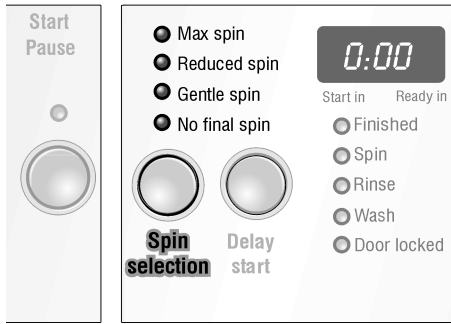 Start
Pause
Max spin
Reduced spin
Gentle spin
No final spin
Spin
selection
Delay
start
0:00
Start in Ready in
Finished
Spin
Rinse
Wash
Door locked